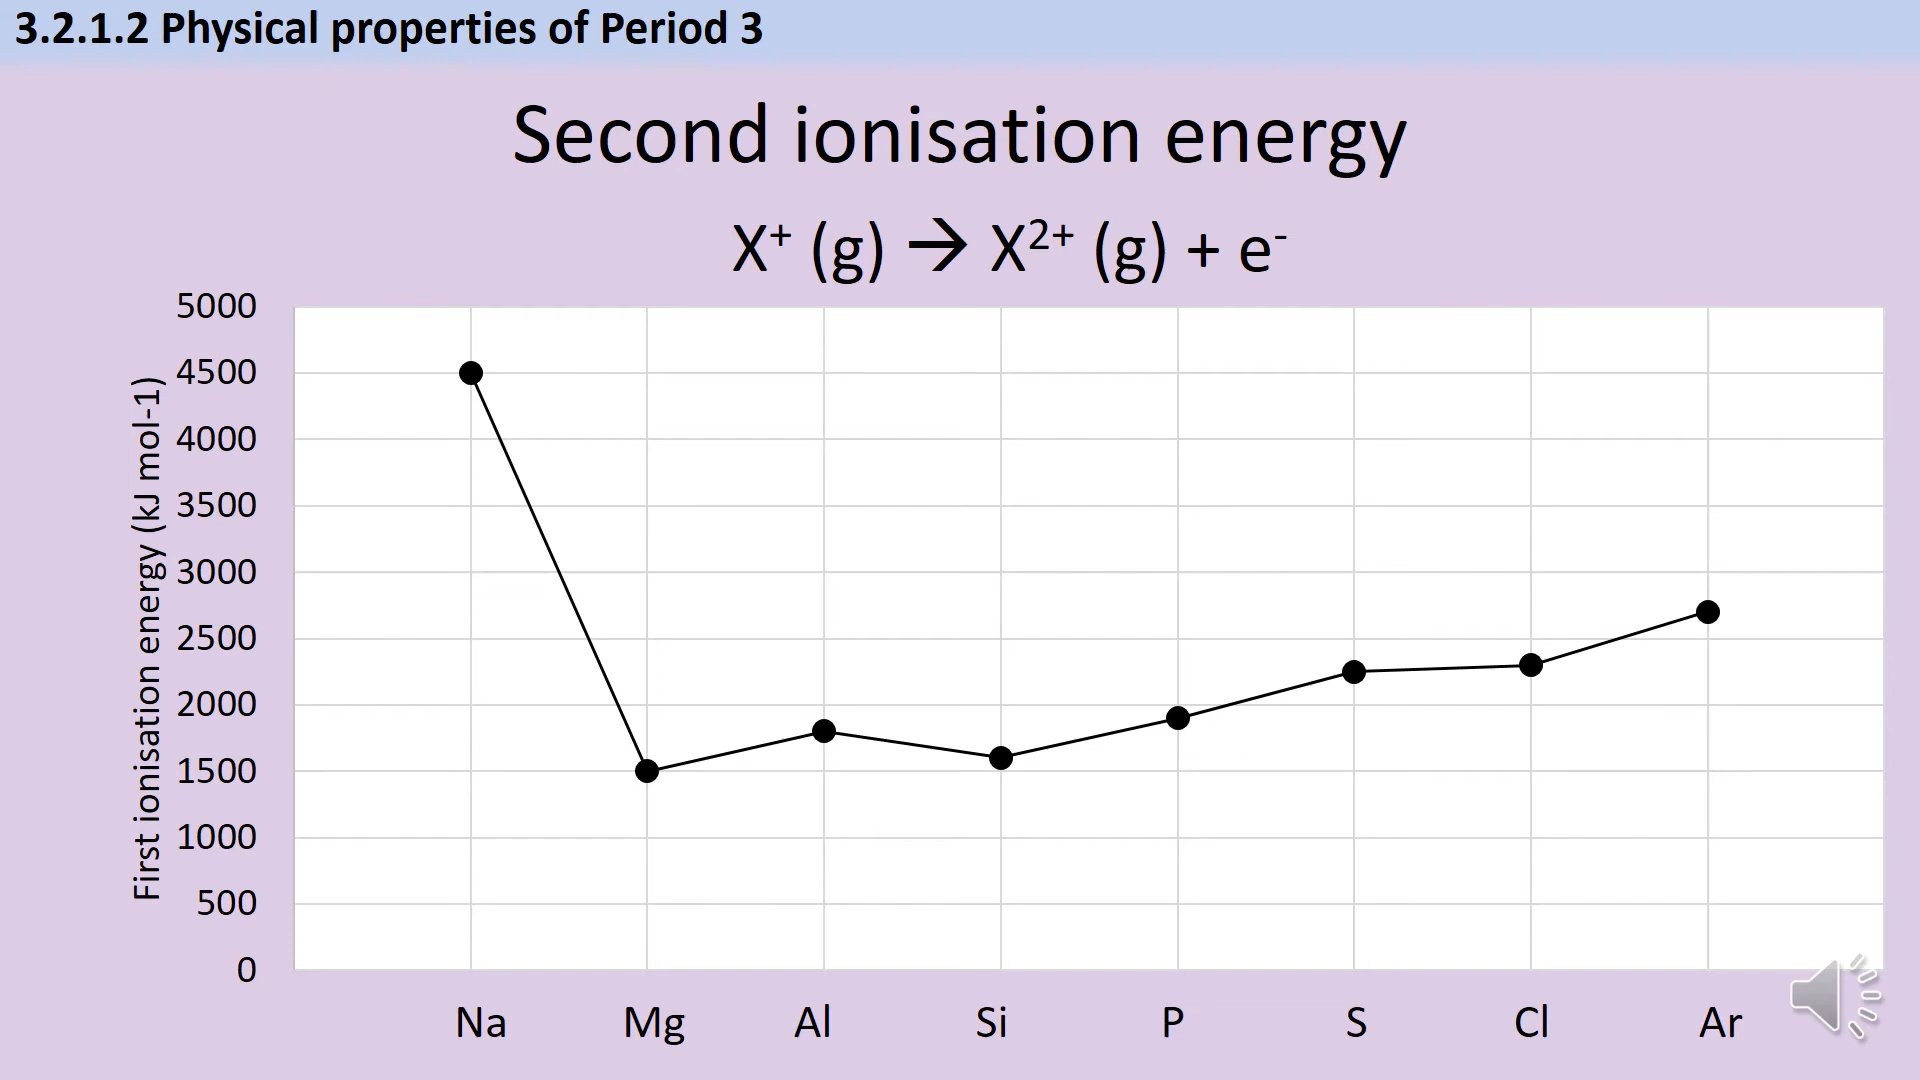 3.2.1.2 Physical properties of Period 3
Second ionisation energy
X⁺ (g) → X²⁺ (g) + e⁻
First ionisation energy (kJ mol-1)
5000
4500
4000
3500
3000
2500
2000
1500
1000
500
0
Na Mg Al Si P S Cl Ar